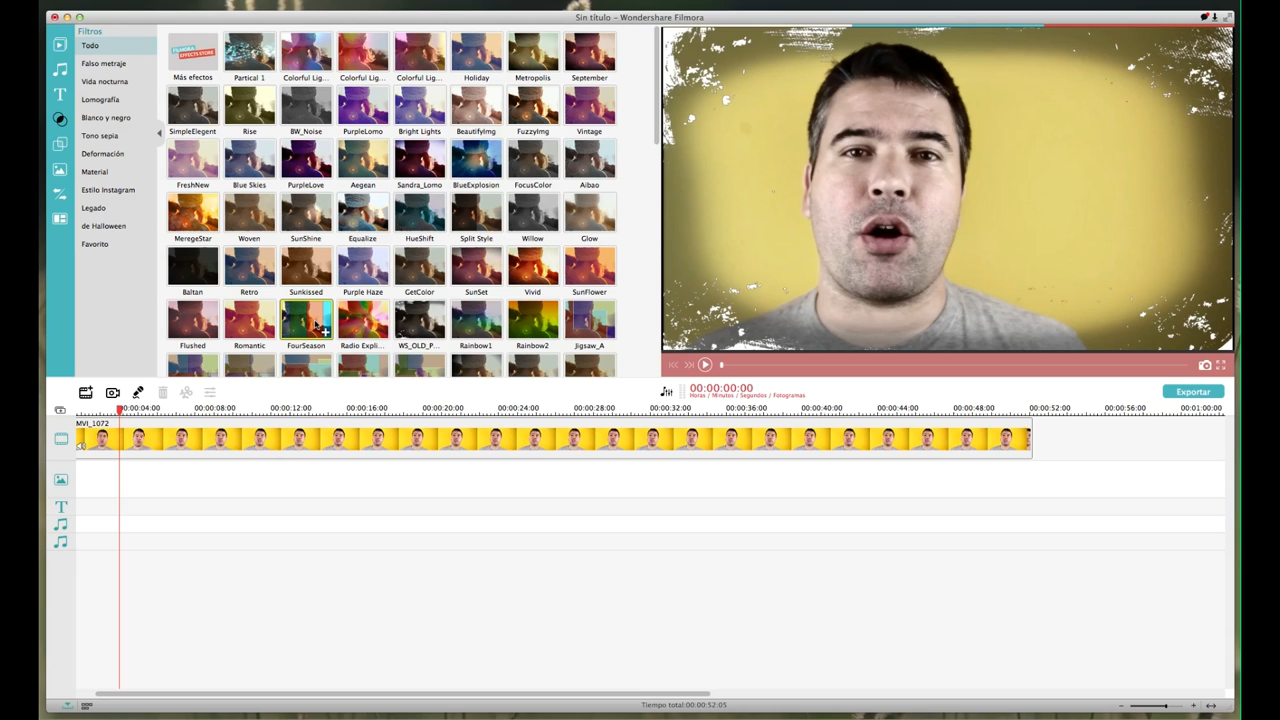 Sin título - Wondershare Filmora
Filtros
Todo
Falso metraje
Vida nocturna
Lomografía
Blanco y negro
Tono sepia
Deformación
Material
Estilo Instagram
Legado
de Halloween
Favorito
FILMORA EFFECTS STORE
Más efectos Partical 1 Colorful Lig... Colorful Lig... Colorful Lig... Holiday Metropolis September
SimpleElegent Rise BW_Noise PurpleLomo Bright Lights BeautifyImg FuzzyImg Vintage
FreshNew Blue Skies PurpleLove Aegean Sandra_Lomo BlueExplosion FocusColor Aibao
MeregeStar Woven SunShine Equalize HueShift Split Style Willow Glow
Baltan Retro Sunkissed Purple Haze GetColor SunSet Vivid SunFlower
Flushed Romantic FourSeason Radio Expli... WS_OLD_P... Rainbow1 Rainbow2 Jigsaw_A
00:00:00:00
Horas / Minutos / Segundos / Fotogramas
Exportar
00:00:04:00 00:00:08:00 00:00:12:00 00:00:16:00 00:00:20:00 00:00:24:00 00:00:28:00 00:00:32:00 00:00:36:00 00:00:40:00 00:00:44:00 00:00:48:00 00:00:52:00 00:00:56:00 00:01:00:00
MVI_1072
Tiempo total:00:00:52:05